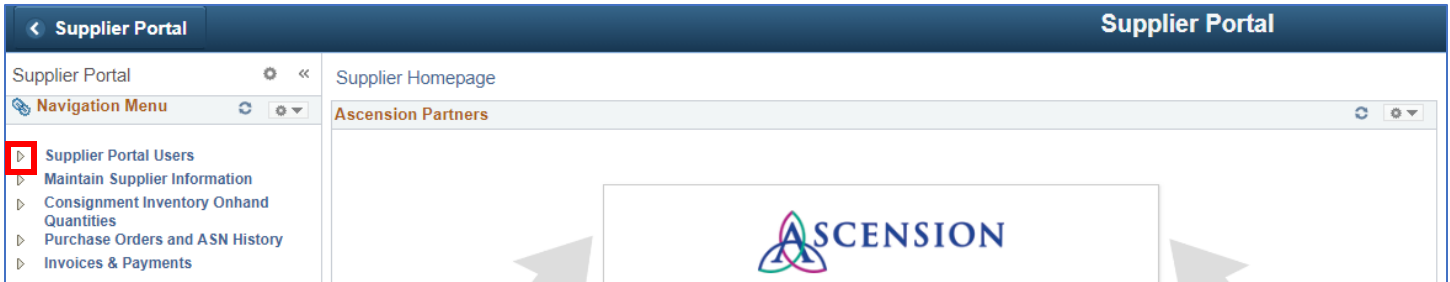 Supplier Portal
Supplier Portal
Supplier Portal
Supplier Homepage
Navigation Menu
Ascension Partners
Supplier Portal Users
Maintain Supplier Information
Consignment Inventory Onhand
Quantities
Purchase Orders and ASN History
Invoices & Payments
ASCENSION